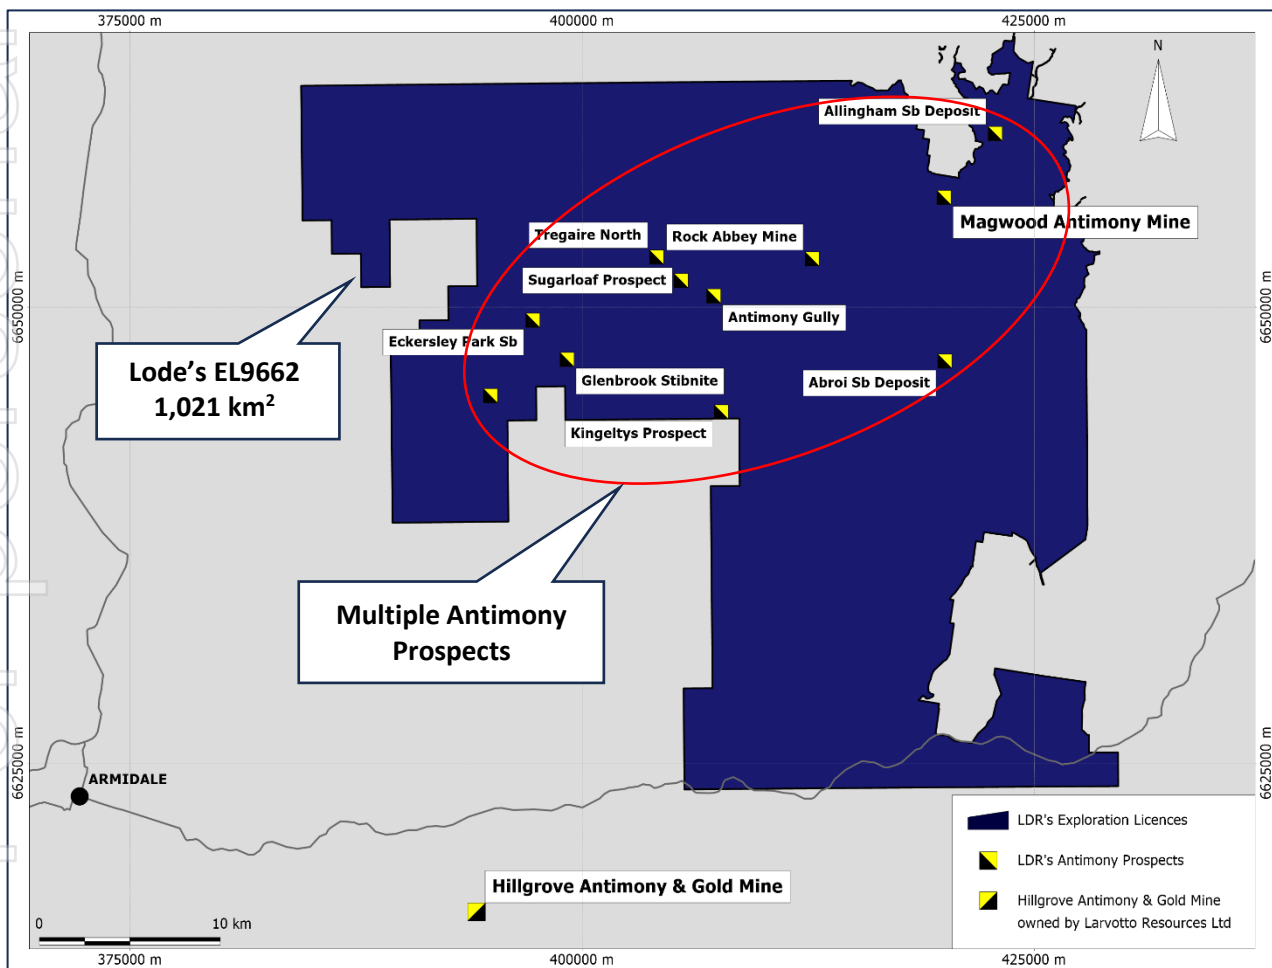 375000 m
400000 m
425000 m
N
Allingham Sb Deposit
Magwood Antimony Mine
Tregaire North
Rock Abbey Mine
Sugarloaf Prospect
Antimony Gully
6650000 m
6650000 m
Eckersley Park Sb
Lode’s EL9662
1,021 km²
Glenbrook Stibnite
Abroi Sb Deposit
Kingeltys Prospect
Multiple Antimony
Prospects
6625000 m
6625000 m
ARMIDALE
LDR's Exploration Licences
LDR's Antimony Prospects
Hillgrove Antimony & Gold Mine
owned by Larvotto Resources Ltd
Hillgrove Antimony & Gold Mine
0
10 km
375000 m
400000 m
425000 m